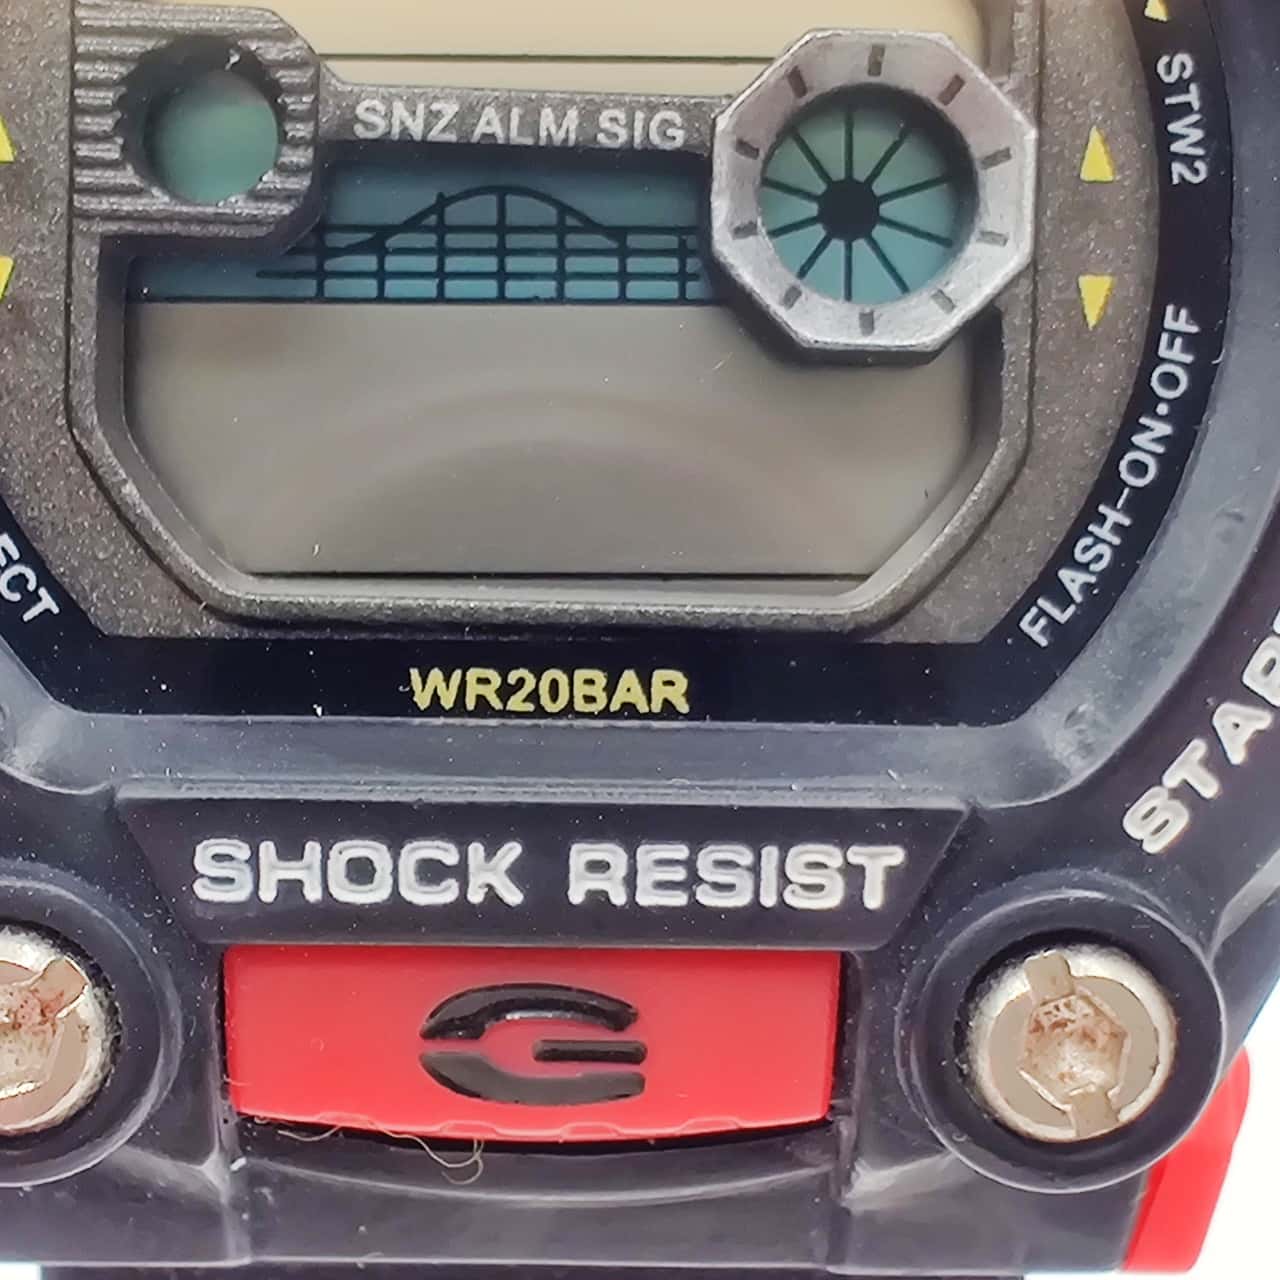 SNZ ALM SIG
STW2
FLASH-ON•OFF
WR20BAR
SHOCK RESIST
G